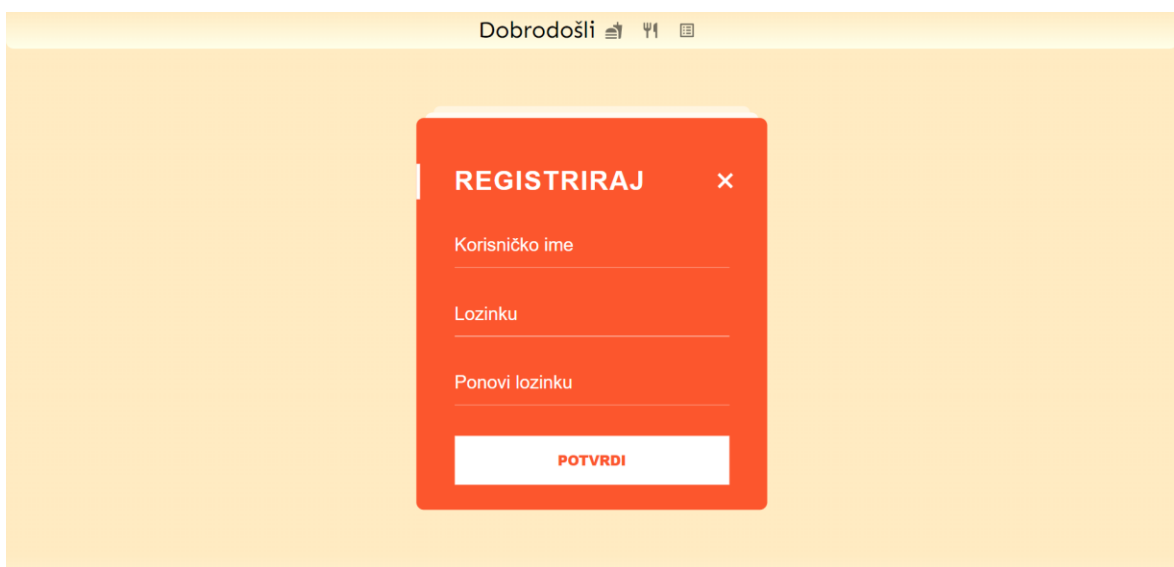 Dobrodošli
REGISTRIRAJ
Korisničko ime
Lozinku
Ponovi lozinku
POTVRDI